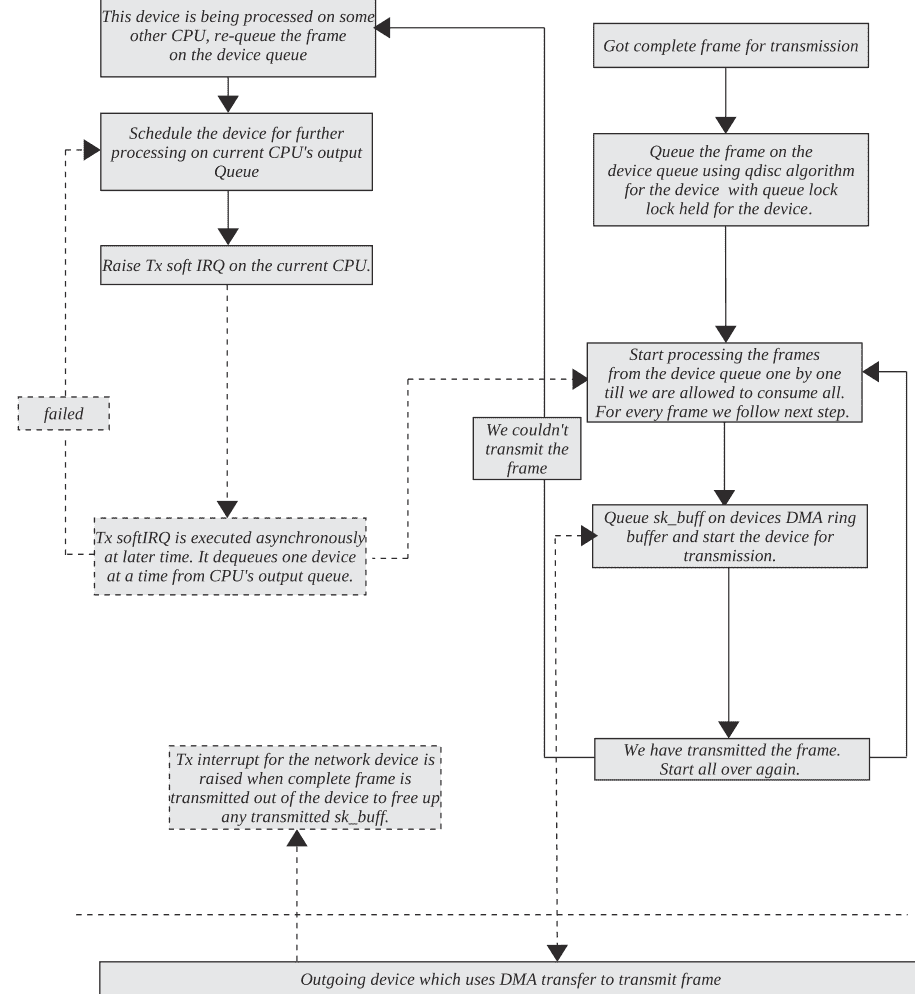 This device is being processed on some
other CPU, re-queue the frame
on the device queue
Got complete frame for transmission
Schedule the device for further
processing on current CPU's output
Queue
Queue the frame on the
device queue using qdisc algorithm
for the device with queue lock
lock held for the device.
Raise Tx soft IRQ on the current CPU.
Start processing the frames
from the device queue one by one
till we are allowed to consume all.
For every frame we follow next step.
failed
We couldn't
transmit the
frame
Tx softIRQ is executed asynchronously
at later time. It dequeues one device
at a time from CPU's output queue.
Queue sk_buff on devices DMA ring
buffer and start the device for
transmission.
Tx interrupt for the network device is
raised when complete frame is
transmitted out of the device to free up
any transmitted sk_buff.
We have transmitted the frame.
Start all over again.
Outgoing device which uses DMA transfer to transmit frame